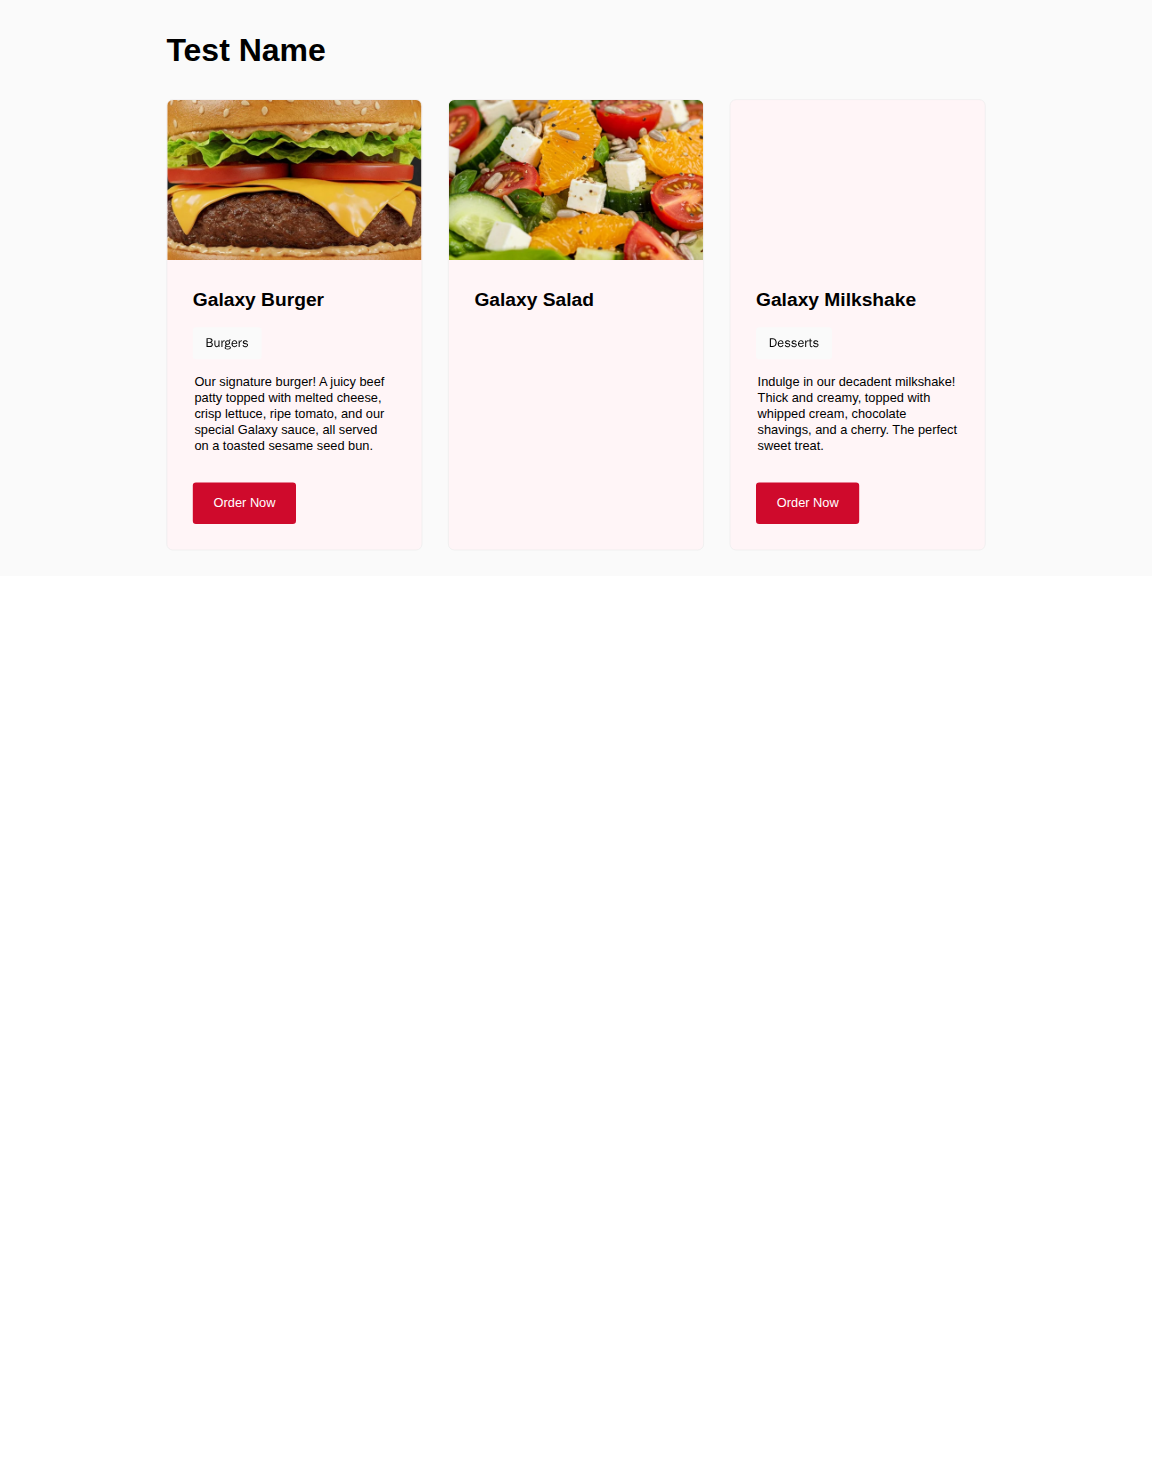 Test Name
Galaxy Burger
Burgers
Our signature burger! A juicy beef
patty topped with melted cheese,
crisp lettuce, ripe tomato, and our
special Galaxy sauce, all served
on a toasted sesame seed bun.
Order Now
Galaxy Salad
Galaxy Milkshake
Desserts
Indulge in our decadent milkshake!
Thick and creamy, topped with
whipped cream, chocolate
shavings, and a cherry. The perfect
sweet treat.
Order Now